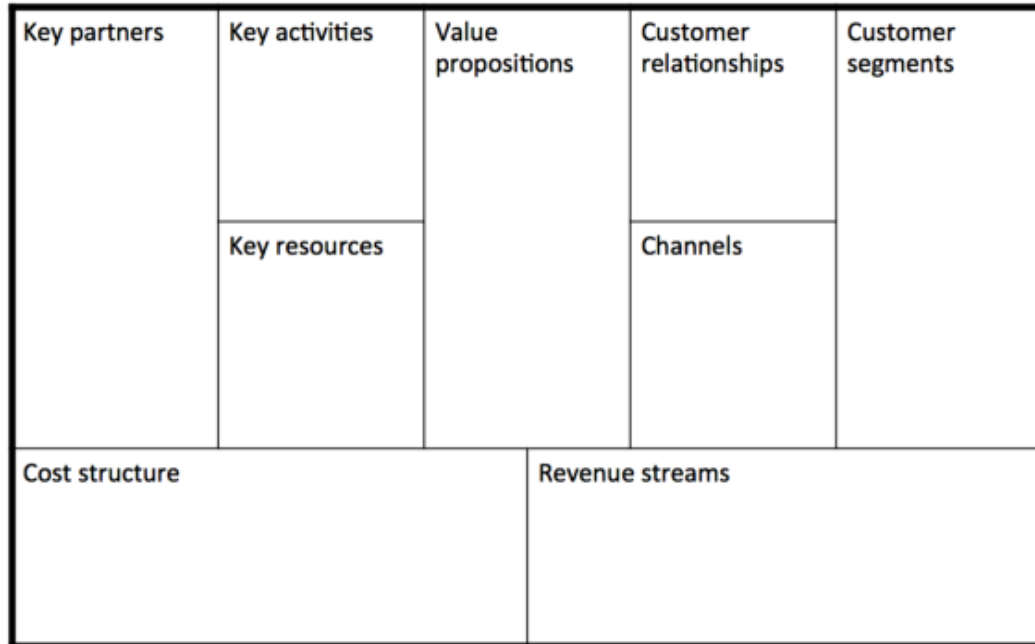 Key partners
Key activities
Value
propositions
Customer
relationships
Customer
segments
Key resources
Channels
Cost structure
Revenue streams